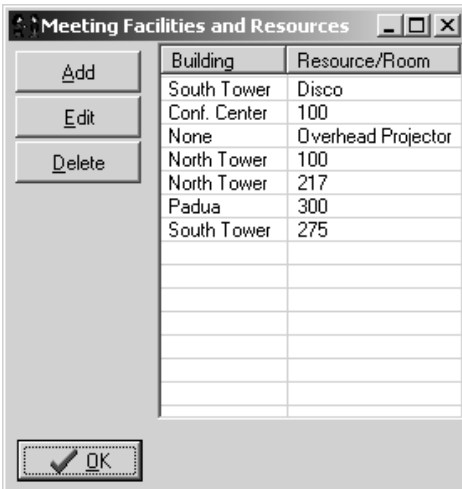 Meeting Facilities and Resources
Add
Edit
Delete
Building Resource/Room
South Tower Disco
Conf. Center 100
None Overhead Projector
North Tower 100
North Tower 217
Padua 300
South Tower 275
OK